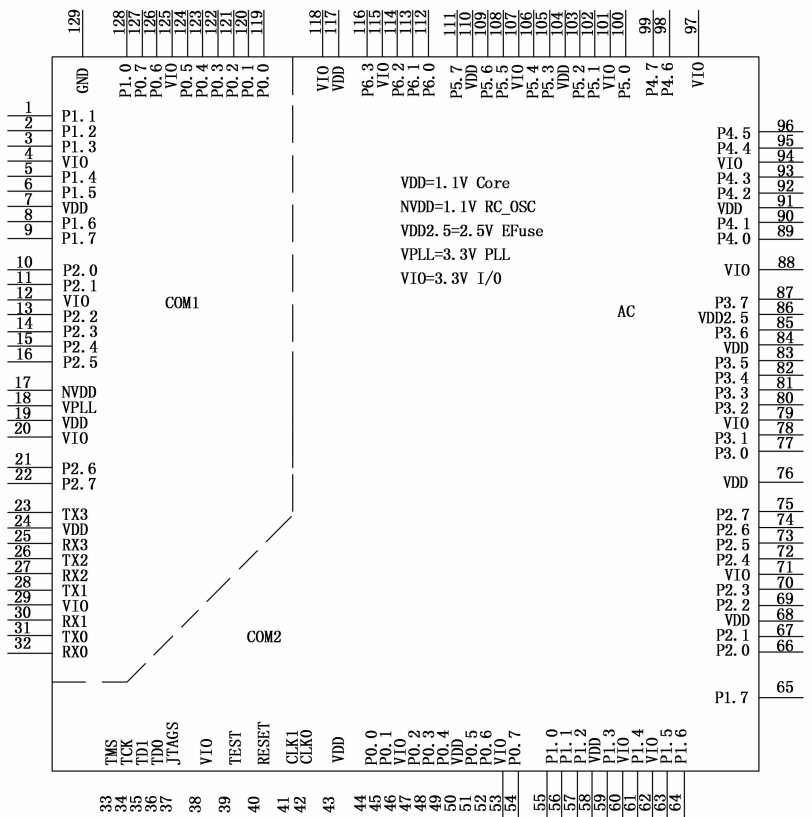 129 128 127 126 125 124 123 122 121 120 119 118 117 116 115 114 113 112 111 110 109 108 107 106 105 104 103 102 101 100 99 98 97
GND P1.0 P0.7 P0.6 VIO P0.5 P0.4 P0.3 P0.2 P0.1 P0.0 VIO VDD P6.3 VIO P6.2 P6.1 P6.0 P5.7 VDD P5.6 P5.5 VIO P5.4 P5.3 VDD P5.2 P5.1 VIO P5.0 P4.7 P4.6 VIO
1 P1.1
2 P1.2
3 P1.3
4 VIO
5 P1.4
6 P1.5
7 VDD
8 P1.6
9 P1.7
10 P2.0
11 P2.1
12 VIO
13 P2.2
14 P2.3
15 P2.4
16 P2.5
17 NVDD
18 VPLL
19 VDD
20 VIO
21 P2.6
22 P2.7
23 TX3
24 VDD
25 RX3
26 TX2
27 RX2
28 TX1
29 VIO
30 RX1
31 TX0
32 RX0
COM1
COM2
VDD=1.1V Core
NVDD=1.1V RC_OSC
VDD2.5=2.5V EFuse
VPLL=3.3V PLL
VIO=3.3V I/O
AC
P4.5 96
P4.4 95
VIO 94
P4.3 93
P4.2 92
VDD 91
P4.1 90
P4.0 89
VIO 88
P3.7 87
VDD2.5 86
P3.6 85
VDD 84
P3.5 83
P3.4 82
P3.3 81
P3.2 80
VIO 79
P3.1 78
P3.0 77
VDD 76
P2.7 75
P2.6 74
P2.5 73
P2.4 72
VIO 71
P2.3 70
P2.2 69
VDD 68
P2.1 67
P2.0 66
P1.7 65
TMS TCK TD1 TDO JTAGS VIO TEST RESET CLK1 CLK0 VDD P0.0 P0.1 VIO P0.2 P0.3 P0.4 VDD P0.5 P0.6 VIO P0.7 P1.0 P1.1 P1.2 VDD P1.3 VIO P1.4 VIO P1.5 P1.6
33 34 35 36 37 38 39 40 41 42 43 44 45 46 47 48 49 50 51 52 53 54 55 56 57 58 59 60 61 62 63 64